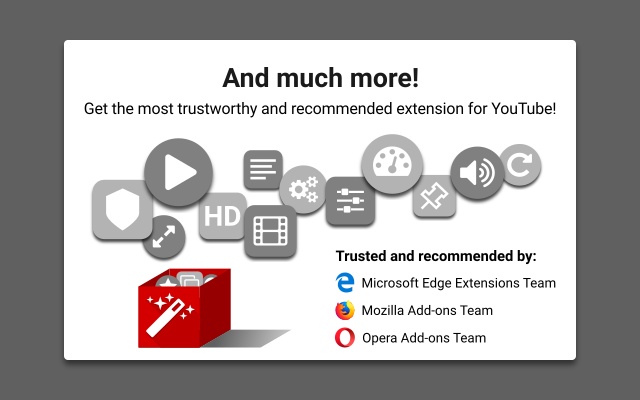 And much more!
Get the most trustworthy and recommended extension for YouTube!
HD
Trusted and recommended by:
Microsoft Edge Extensions Team
Mozilla Add-ons Team
Opera Add-ons Team